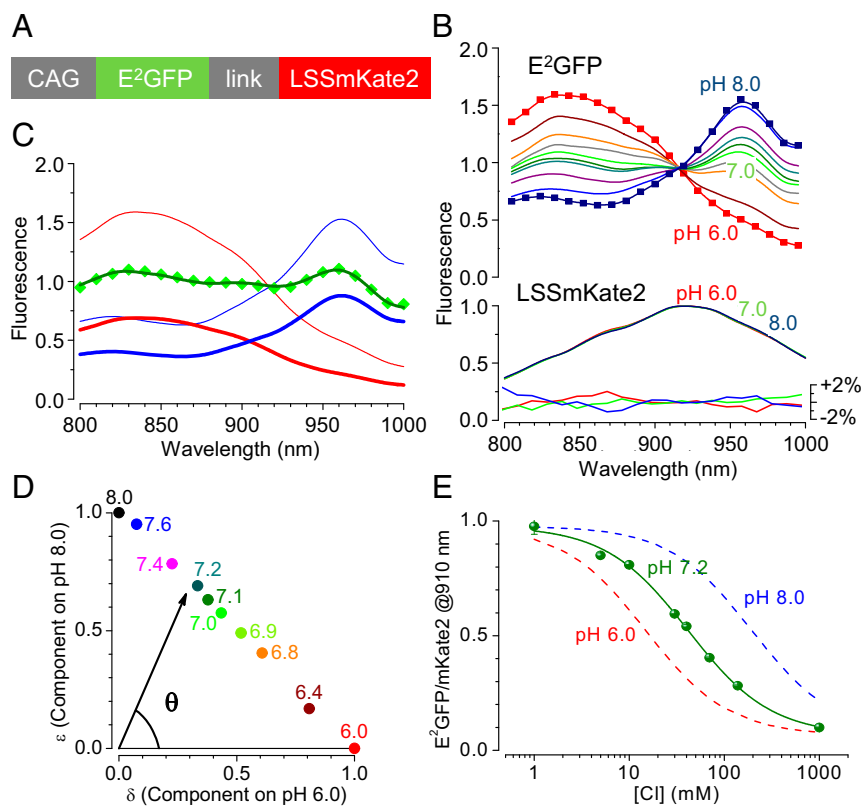 A
CAG E²GFP link LSSmKate2
B
E²GFP
pH 8.0
7.0
pH 6.0
2.0
1.5
1.0
0.5
0.0
Fluorescence
LSSmKate2
pH 6.0
7.0
8.0
1.0
0.5
0.0
+2%
-2%
800 850 900 950 1000
Wavelength (nm)
C
2.0
1.5
1.0
0.5
0.0
Fluorescence
800 850 900 950 1000
Wavelength (nm)
D
8.0
7.6
7.4
7.2
7.1
7.0
6.9
6.8
6.4
6.0
θ
1.0
0.5
0.0
ε (Component on pH 8.0)
0.0 0.5 1.0
δ (Component on pH 6.0)
E
pH 7.2
pH 8.0
pH 6.0
1.0
0.5
0.0
E²GFP/mKate2 @910 nm
1 10 100 1000
[Cl] (mM)